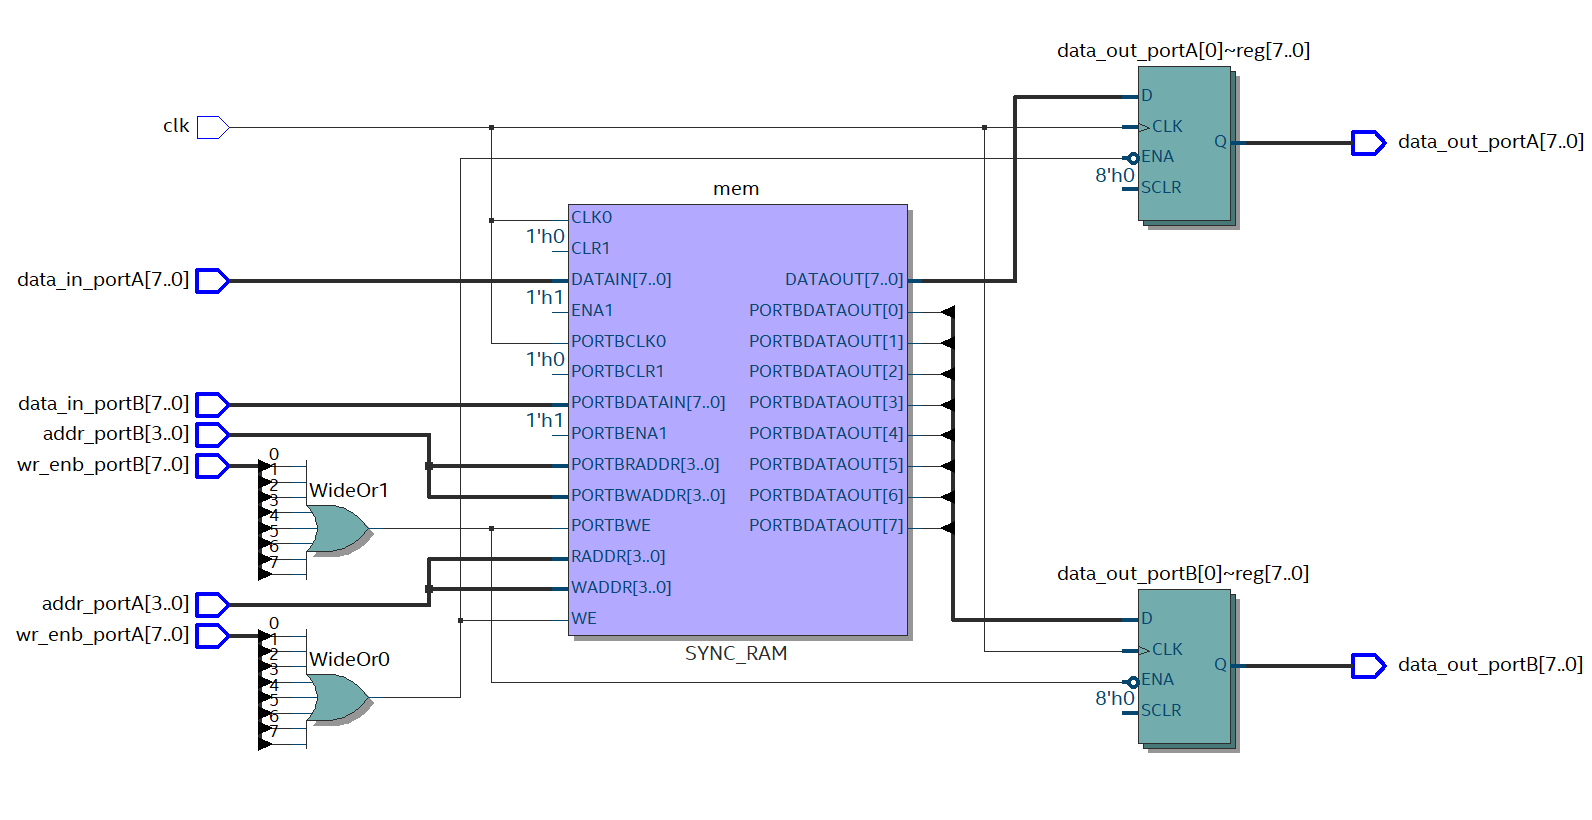 data_out_portA[0]~reg[7..0]
D
clk
CLK
Q
data_out_portA[7..0]
ENA
8'h0
SCLR
mem
CLK0
1'h0
CLR1
data_in_portA[7..0]
DATAIN[7..0]
DATAOUT[7..0]
1'h1
ENA1
PORTBDATAOUT[0]
PORTBCLK0
PORTBDATAOUT[1]
1'h0
PORTBCLR1
PORTBDATAOUT[2]
data_in_portB[7..0]
PORTBDATAIN[7..0]
PORTBDATAOUT[3]
1'h1
addr_portB[3..0]
PORTBENA1
PORTBDATAOUT[4]
wr_enb_portB[7..0]
0
1
2
3
4
5
6
7
WideOr1
PORTBRADDR[3..0]
PORTBDATAOUT[5]
PORTBWADDR[3..0]
PORTBDATAOUT[6]
PORTBWE
PORTBDATAOUT[7]
RADDR[3..0]
WADDR[3..0]
addr_portA[3..0]
WE
wr_enb_portA[7..0]
0
1
2
3
4
5
6
7
WideOr0
SYNC_RAM
data_out_portB[0]~reg[7..0]
D
CLK
Q
data_out_portB[7..0]
ENA
8'h0
SCLR